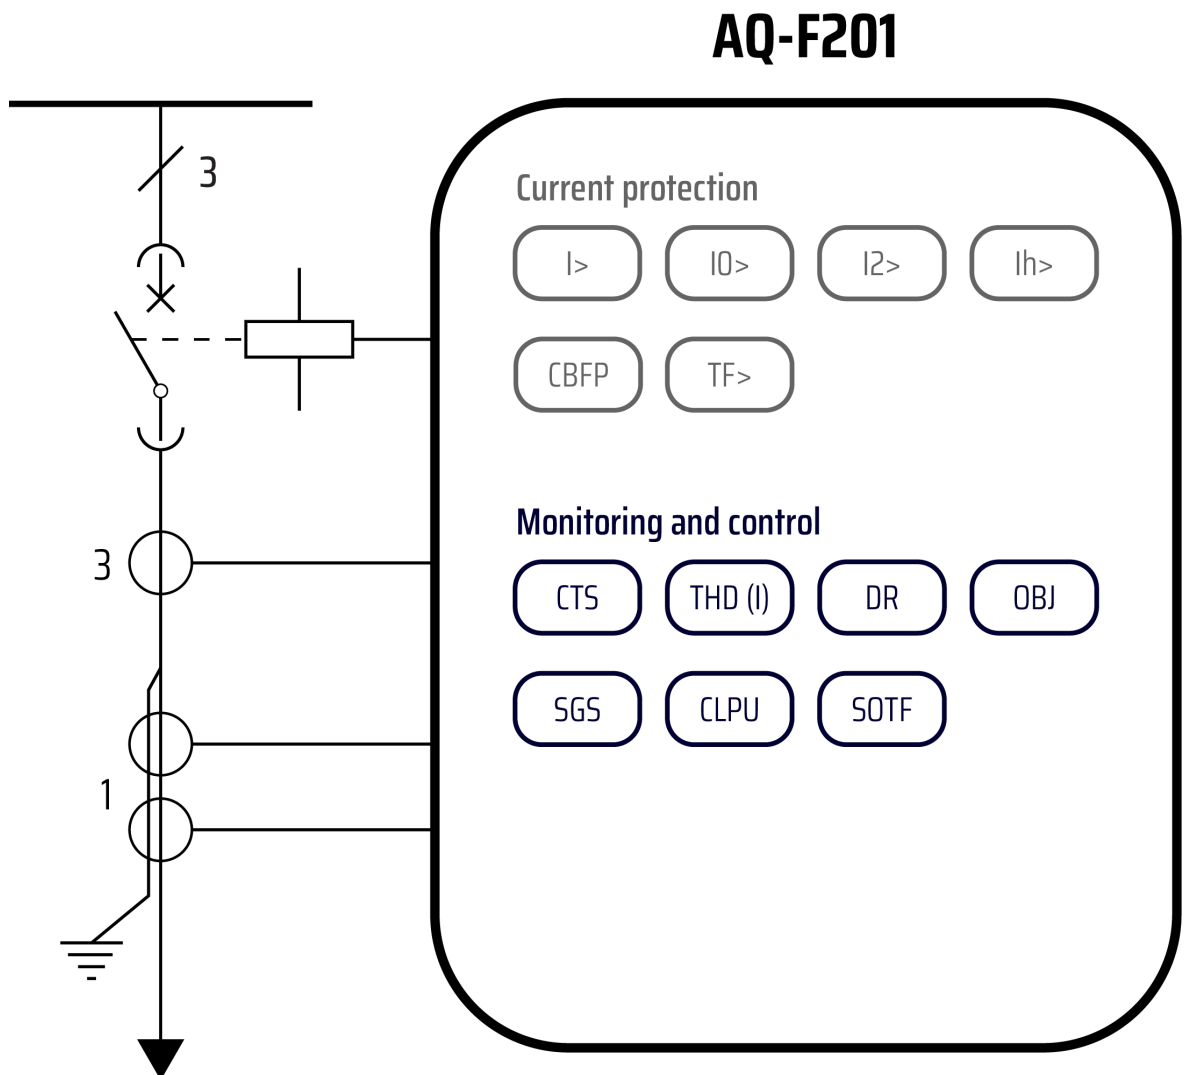 AQ-F201
3
Current protection
I> I0> I2> Ih>
CBFP TF>
Monitoring and control
3
CTS THD (I) DR OBJ
SGS CLPU SOTF
1